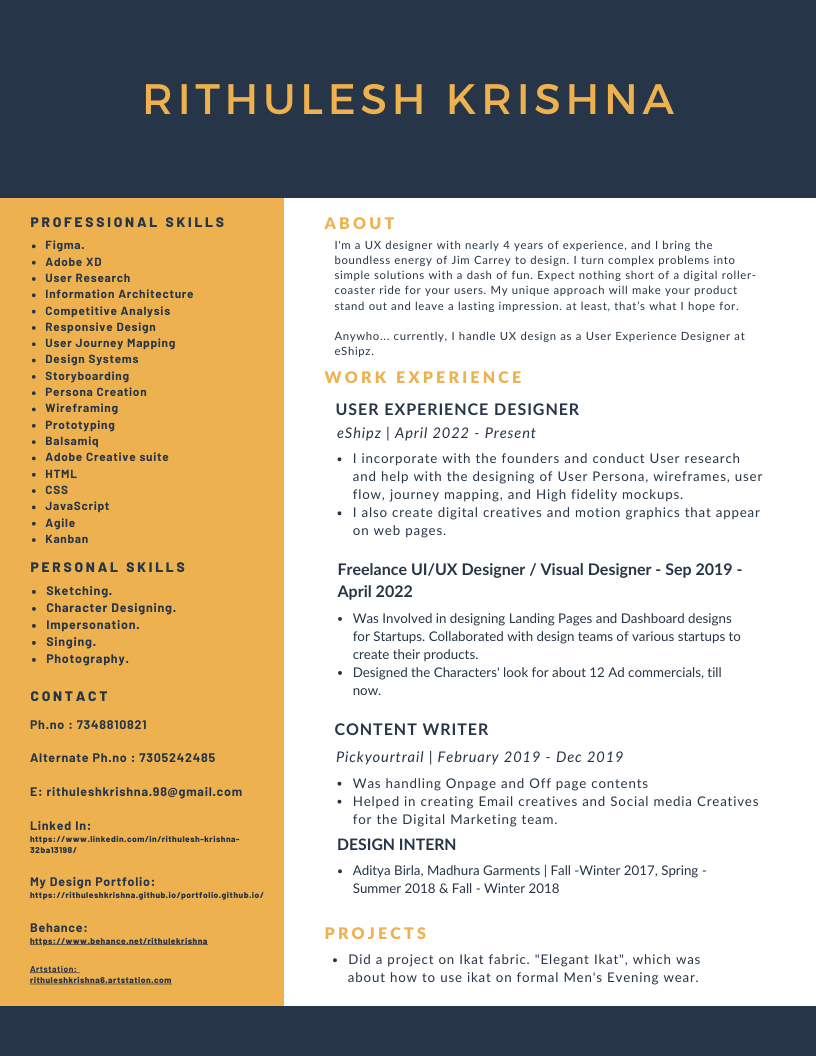 RITHULESH KRISHNA
PROFESSIONAL SKILLS
• Figma.
• Adobe XD
• User Research
• Information Architecture
• Competitive Analysis
• Responsive Design
• User Journey Mapping
• Design Systems
• Storyboarding
• Persona Creation
• Wireframing
• Prototyping
• Balsamiq
• Adobe Creative suite
• HTML
• CSS
• JavaScript
• Agile
• Kanban
PERSONAL SKILLS
• Sketching.
• Character Designing.
• Impersonation.
• Singing.
• Photography.
CONTACT
Ph.no : 7348810821
Alternate Ph.no : 7305242485
E: rithuleshkrishna.98@gmail.com
Linked In:
https://www.linkedin.com/in/rithulesh-krishna-
32ba13198/
My Design Portfolio:
https://rithuleshkrishna.github.io/portfolio.github.io/
Behance:
https://www.behance.net/rithulekrishna
Artstation:
rithuleshkrishna6.artstation.com
ABOUT
I'm a UX designer with nearly 4 years of experience, and I bring the
boundless energy of Jim Carrey to design. I turn complex problems into
simple solutions with a dash of fun. Expect nothing short of a digital roller-
coaster ride for your users. My unique approach will make your product
stand out and leave a lasting impression. at least, that’s what I hope for.
Anywho... currently, I handle UX design as a User Experience Designer at
eShipz.
WORK EXPERIENCE
USER EXPERIENCE DESIGNER
eShipz | April 2022 - Present
• I incorporate with the founders and conduct User research
and help with the designing of User Persona, wireframes, user
flow, journey mapping, and High fidelity mockups.
• I also create digital creatives and motion graphics that appear
on web pages.
Freelance UI/UX Designer / Visual Designer - Sep 2019 -
April 2022
• Was Involved in designing Landing Pages and Dashboard designs
for Startups. Collaborated with design teams of various startups to
create their products.
• Designed the Characters' look for about 12 Ad commercials, till
now.
CONTENT WRITER
Pickyourtrail | February 2019 - Dec 2019
• Was handling Onpage and Off page contents
• Helped in creating Email creatives and Social media Creatives
for the Digital Marketing team.
DESIGN INTERN
• Aditya Birla, Madhura Garments | Fall -Winter 2017, Spring -
Summer 2018 & Fall - Winter 2018
PROJECTS
• Did a project on Ikat fabric. "Elegant Ikat", which was
about how to use ikat on formal Men's Evening wear.